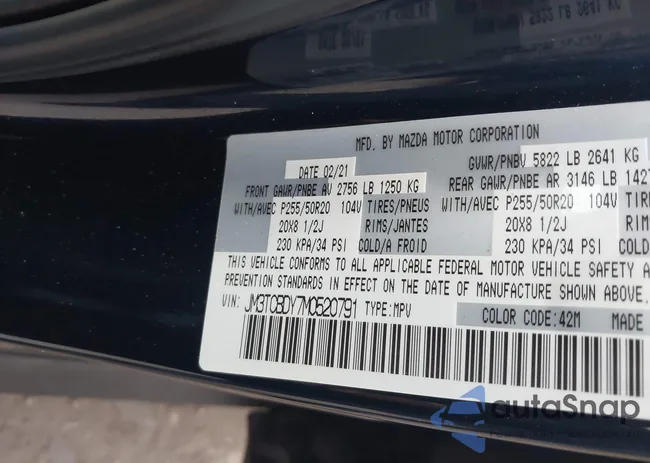 MFD. BY MAZDA MOTOR CORPORATION
DATE 02/21 GVWR/PNBV 5822 LB 2641 KG
FRONT GAWR/PNBE AV 2756 LB 1250 KG REAR GAWR/PNBE AR 3146 LB 1427
WITH/AVEC P255/50R20 104V TIRES/PNEUS WITH/AVEC P255/50R20 104V
20X8 1/2J RIMS/JANTES 20X8 1/2J
230 KPA/34 PSI COLD/A FROID 230 KPA/34 PSI
THIS VEHICLE CONFORMS TO ALL APPLICABLE FEDERAL MOTOR VEHICLE SAFETY
PREVENTION STANDARDS IN EFFECT ON THE DATE OF MANUFACTURE SHOWN ABOVE.
VIN: JM3TCBDY7M0520791 TYPE:MPV
COLOR CODE:42M MADE
autoSnap